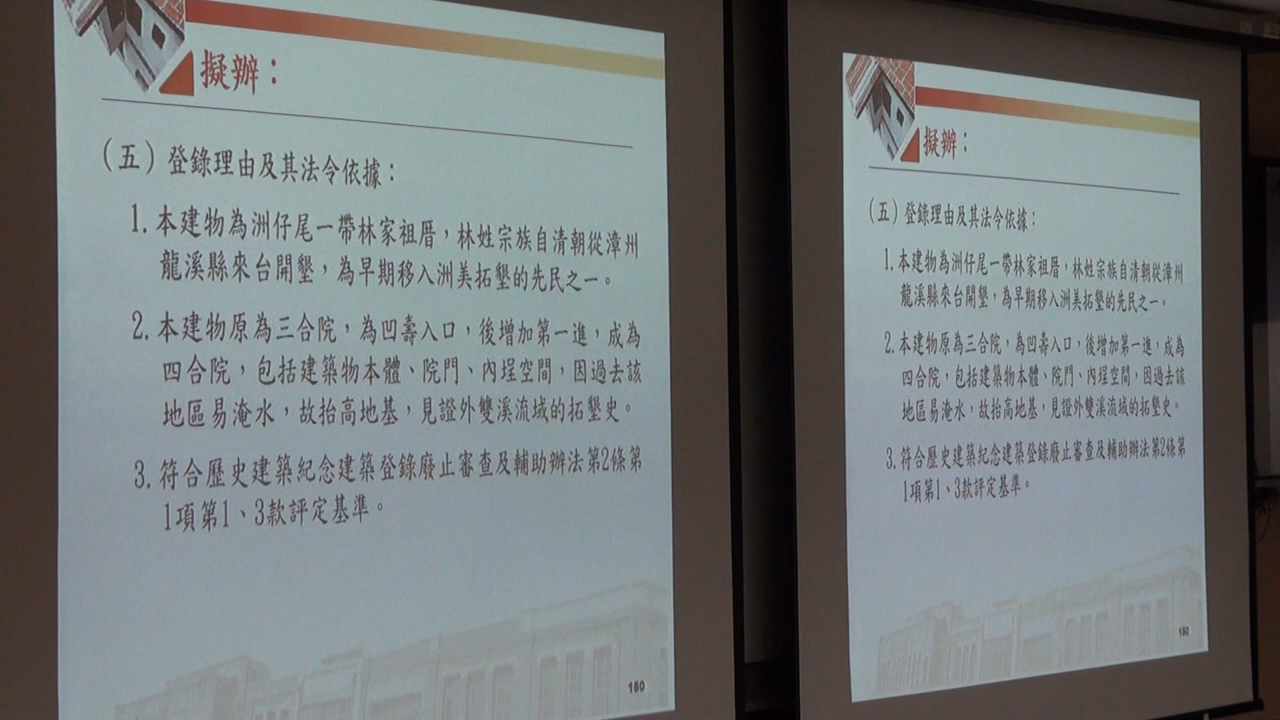 擬辦：
（五）登錄理由及其法令依據：
1. 本建物為洲仔尾一帶林家祖厝，林姓宗族自清朝從漳州
龍溪縣來台開墾，為早期移入洲美拓墾的先民之一。
2. 本建物原為三合院，為凹壽入口，後增加第一進，成為
四合院，包括建築物本體、院門、內埕空間，因過去該
地區易淹水，故抬高地基，見證外雙溪流域的拓墾史。
3. 符合歷史建築紀念建築登錄廢止審查及輔助辦法第2條第
1項第1、3款評定基準。
150
擬辦：
（五）登錄理由及其法令依據：
1. 本建物為洲仔尾一帶林家祖厝，林姓宗族自清朝從漳州
龍溪縣來台開墾，為早期移入洲美拓墾的先民之一。
2. 本建物原為三合院，為凹壽入口，後增加第一進，成為
四合院，包括建築物本體、院門、內埕空間，因過去該
地區易淹水，故抬高地基，見證外雙溪流域的拓墾史。
3. 符合歷史建築紀念建築登錄廢止審查及輔助辦法第2條第
1項第1、3款評定基準。
150